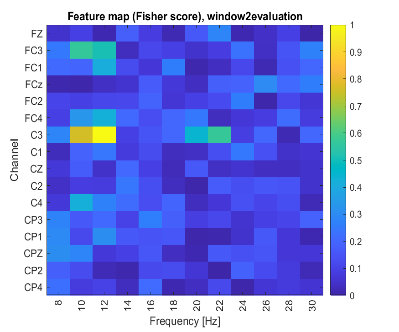 Feature map (Fisher score), window2evaluation
Channel
FZ
FC3
FC1
FCz
FC2
FC4
C3
C1
CZ
C2
C4
CP3
CP1
CPZ
CP2
CP4
8 10 12 14 16 18 20 22 24 26 28 30
Frequency [Hz]
1
0.9
0.8
0.7
0.6
0.5
0.4
0.3
0.2
0.1
0